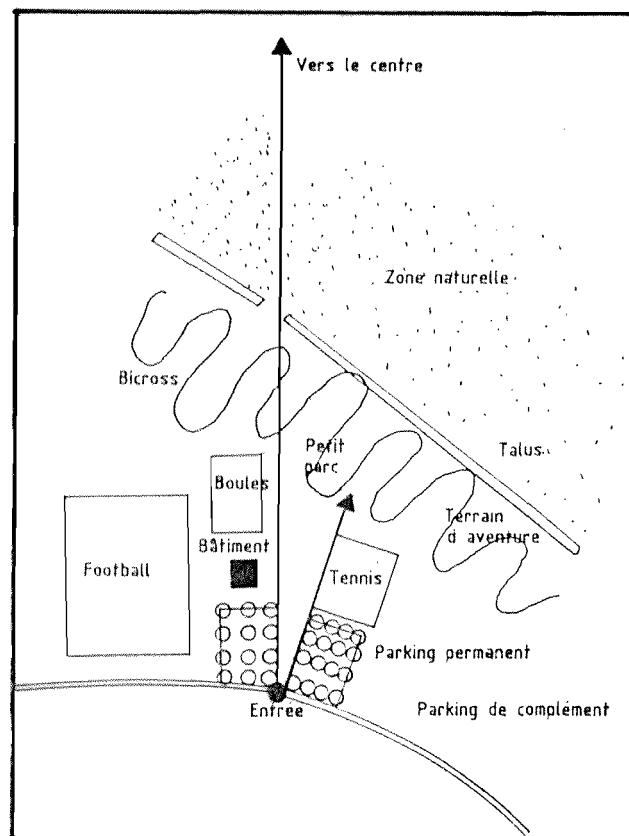 Vers le centre
Zone naturelle
Bicross
Petit
parc
Talus
Boules
Terrain
d aventure
Bâtiment
Football
Tennis
Parking permanent
Entrée
Parking de complément